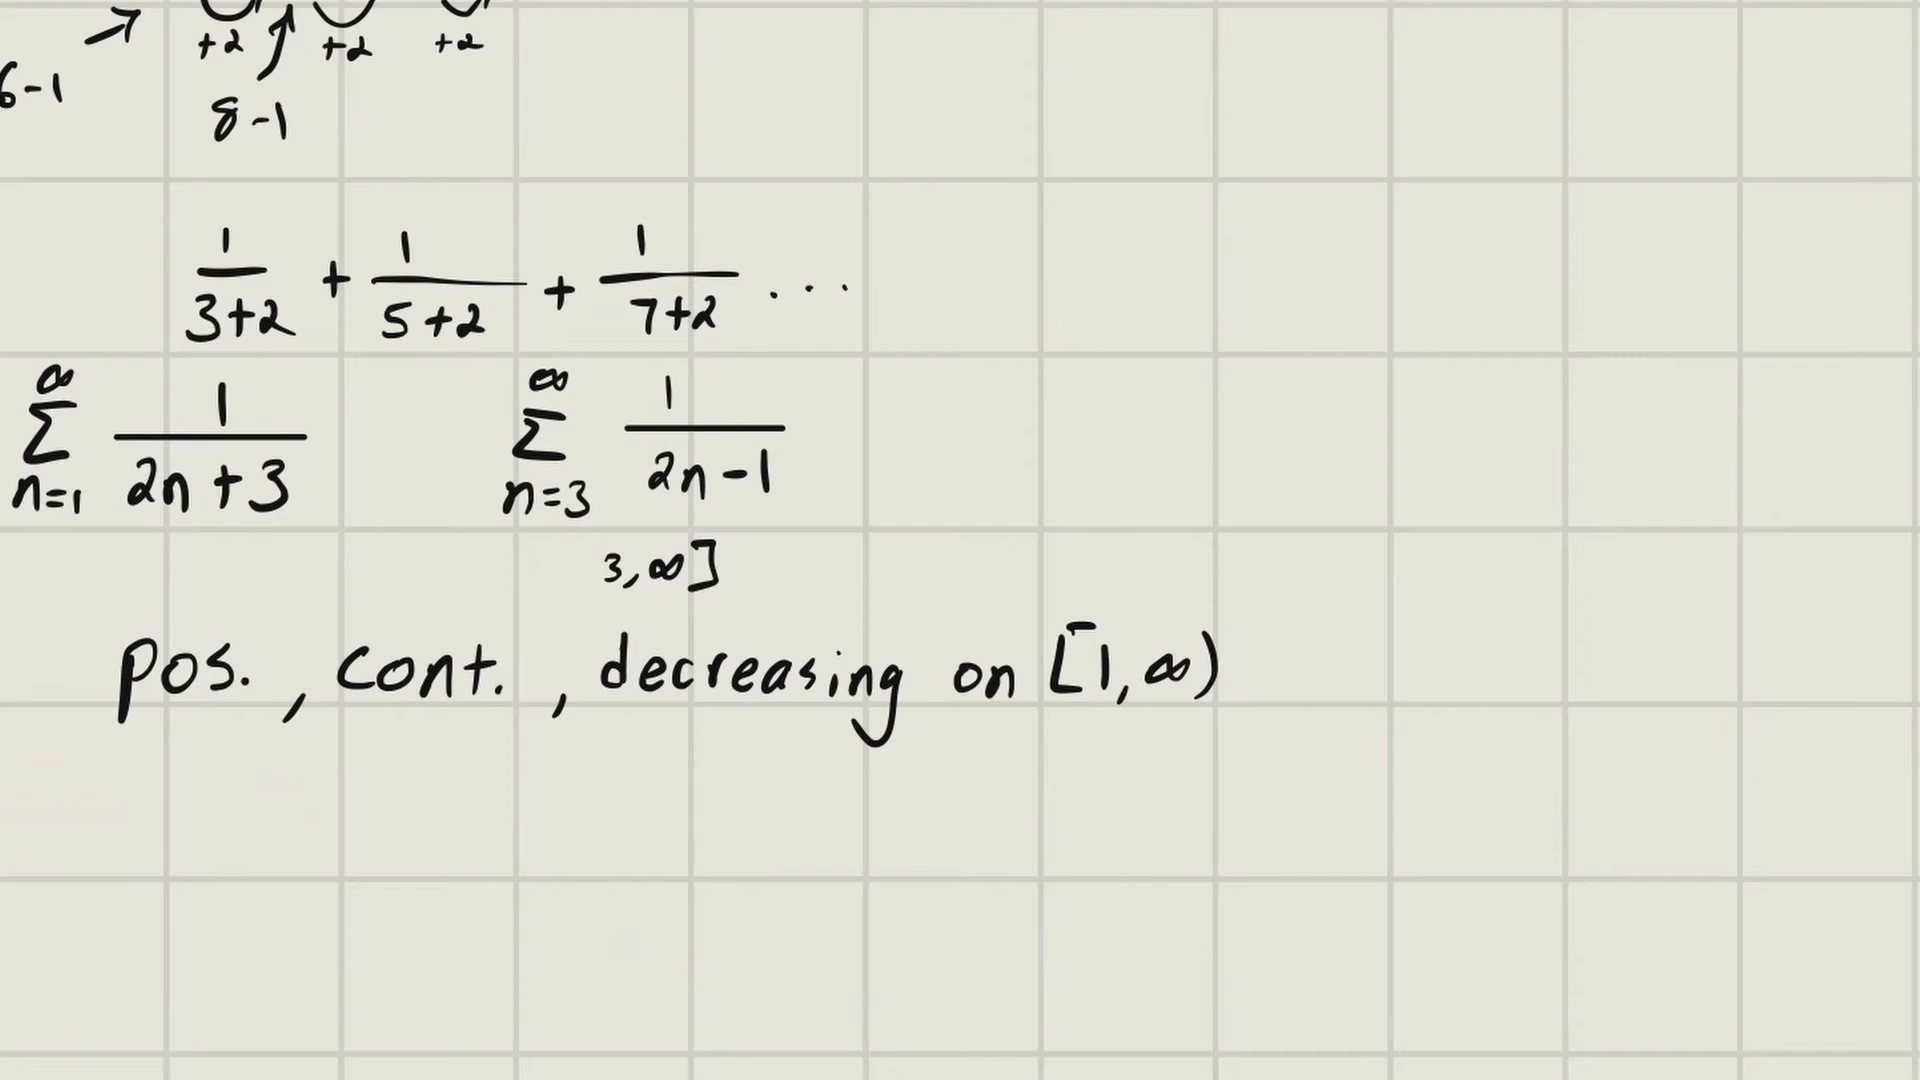 +2 +2 +2
6-1
8-1
1/(3+2) + 1/(5+2) + 1/(7+2) ...
∞ Σ n=1 1/(2n+3) ∞ Σ n=3 1/(2n-1)
3,∞]
pos., cont., decreasing on [1,∞)